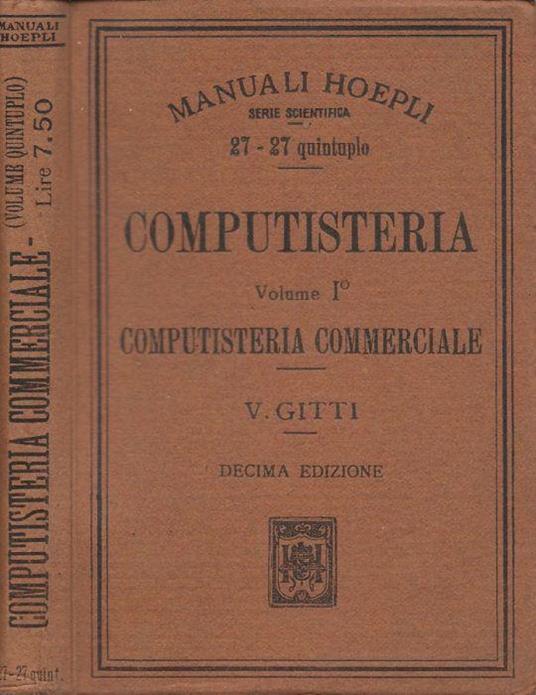 MANUALI
HOEPLI
COMPUTISTERIA COMMERCIALE - (VOLUME QUINTUPLO)
Lire 7.50
27-27 quint.
MANUALI HOEPLI
SERIE SCIENTIFICA
27 - 27 quintuplo
COMPUTISTERIA
Volume Iº
COMPUTISTERIA COMMERCIALE
V. GITTI
DECIMA EDIZIONE